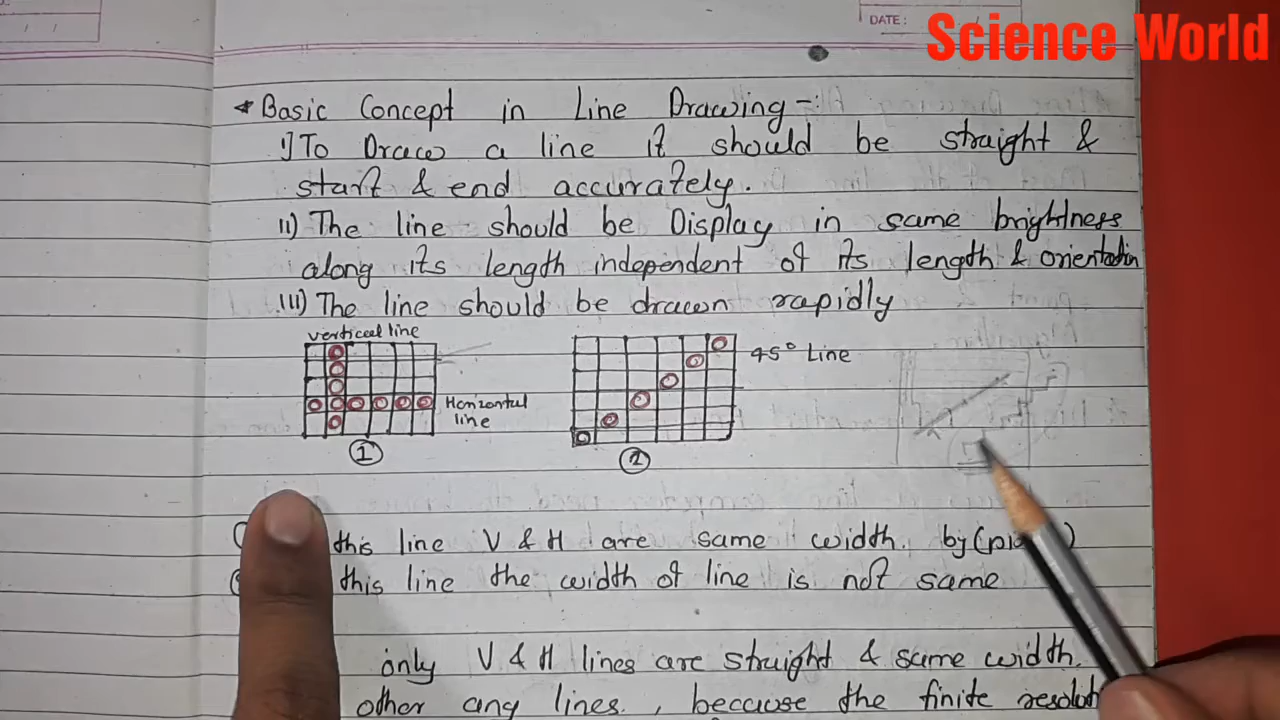 DATE:
Science World
* Basic Concept in Line Drawing -:
i) To Draw a line it should be straight &
start & end accurately.
ii) The line should be Display in same brightness
along its length independent of its length & orientation
iii) The line should be drawn rapidly
vertical line
45° Line
Horizontal
line
1
2
this line V & H are same width. by
this line the width of line is not same
only V & H lines are straight & same width.
other any lines, because the finite